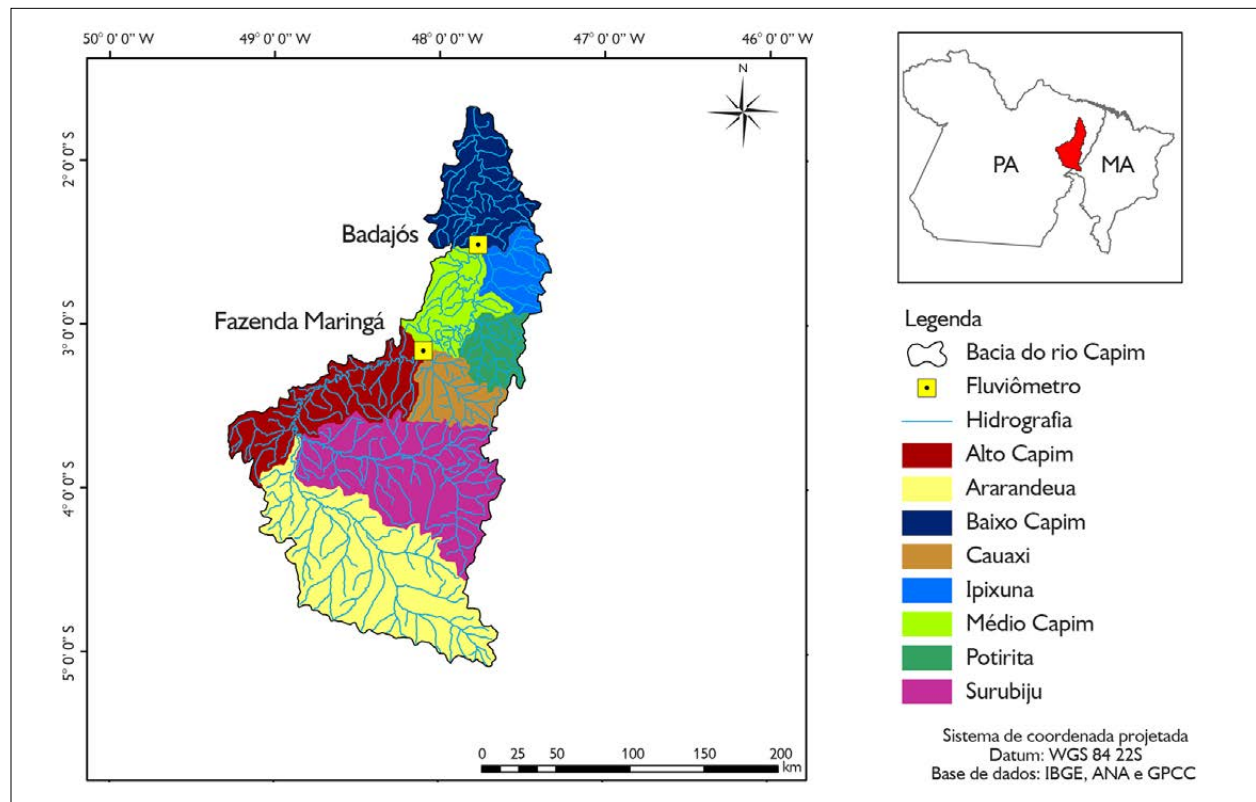 50° 0' 0" W
49° 0' 0" W
48° 0' 0" W
47° 0' 0" W
46° 0' 0" W
2° 0' 0" S
3° 0' 0" S
4° 0' 0" S
5° 0' 0" S
N
Badajós
Fazenda Maringá
0 25 50 100 150 200
km
PA
MA
Legenda
Bacia do rio Capim
Fluviômetro
Hidrografia
Alto Capim
Ararandeua
Baixo Capim
Cauaxi
Ipixuna
Médio Capim
Potirita
Surubiju
Sistema de coordenada projetada
Datum: WGS 84 22S
Base de dados: IBGE, ANA e GPCC